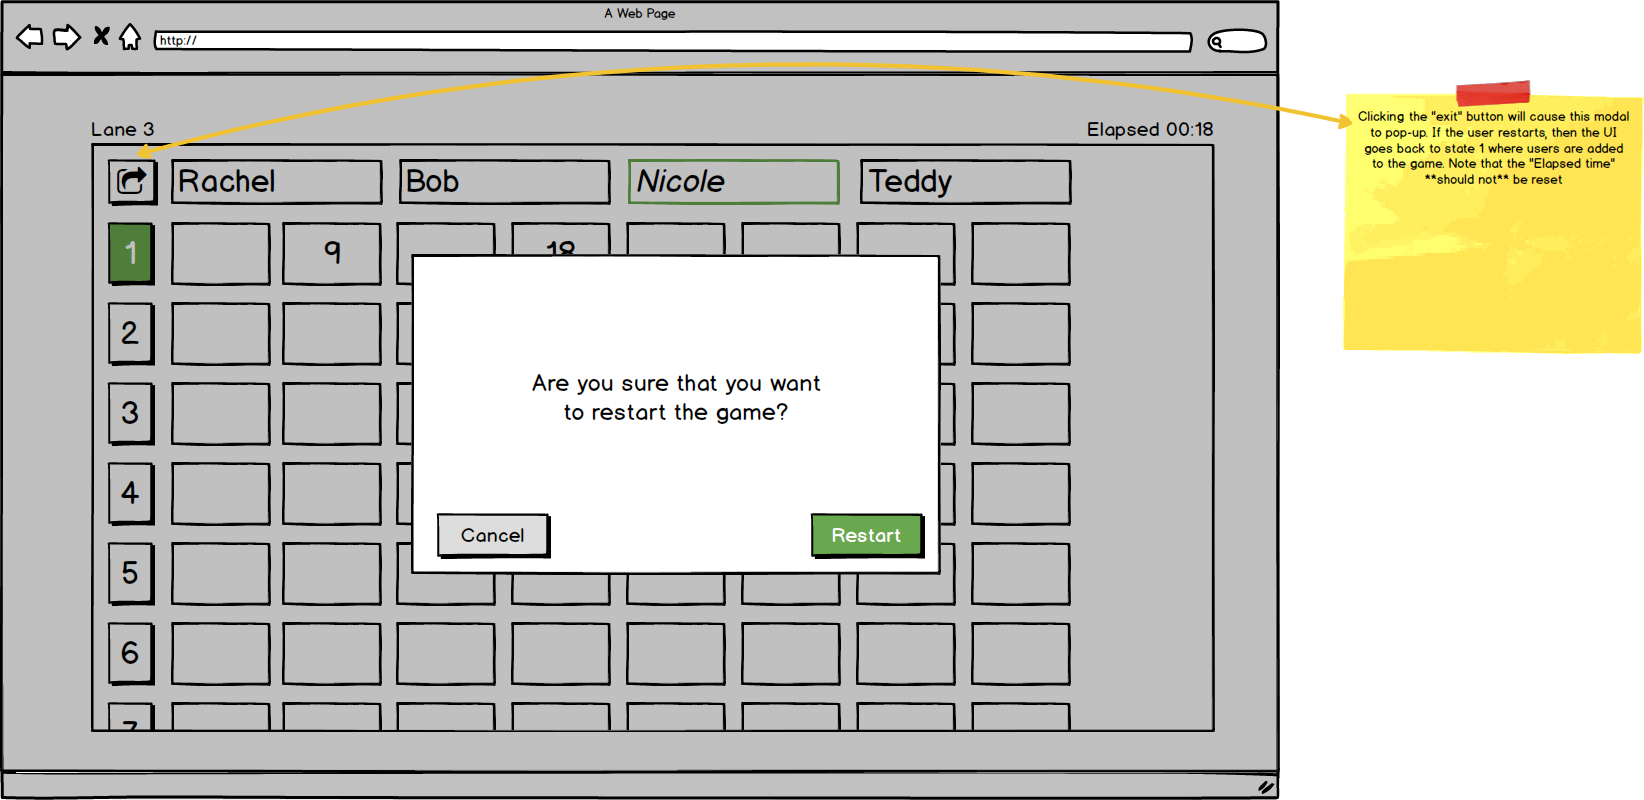 A Web Page
http://
Lane 3
Elapsed 00:18
Rachel
Bob
Nicole
Teddy
1
9
18
2
3
4
5
6
7
Are you sure that you want
to restart the game?
Cancel
Restart
Clicking the "exit" button will cause this modal
to pop-up. If the user restarts, then the UI
goes back to state 1 where users are added
to the game. Note that the "Elapsed time"
**should not** be reset